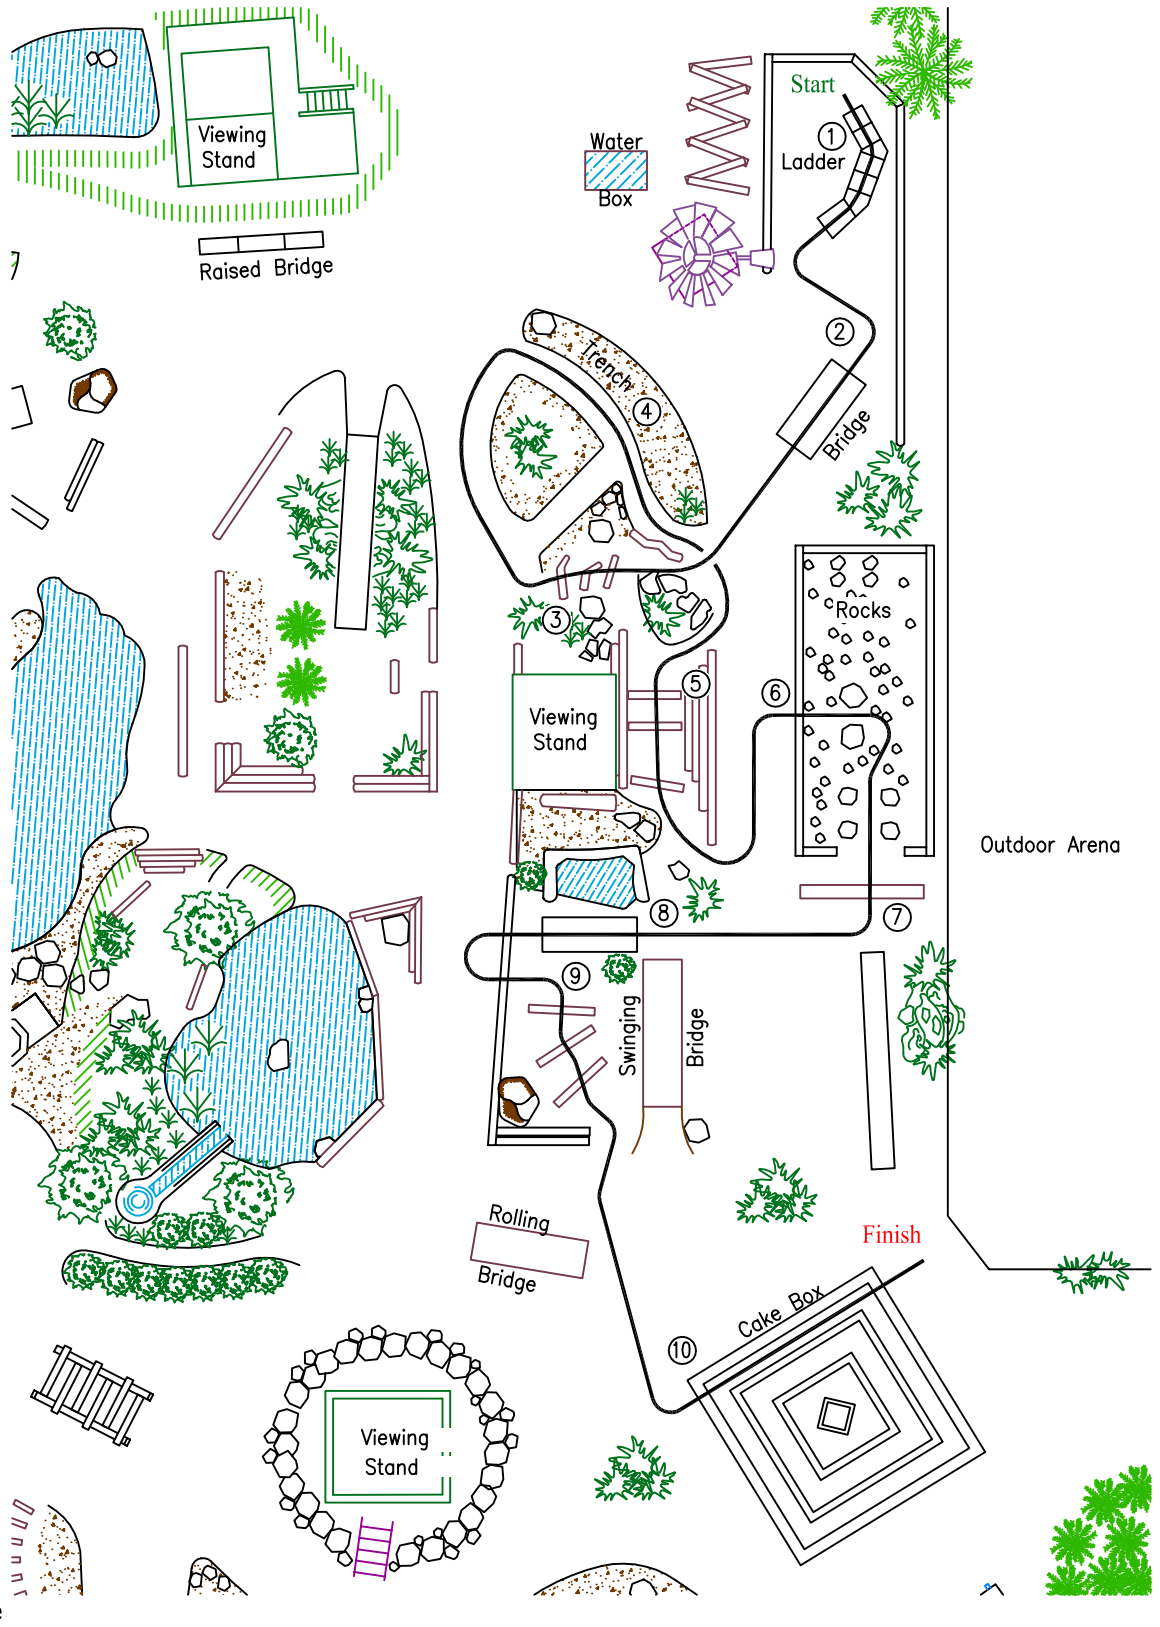 Start
Viewing
Stand
Water
Box
1
Ladder
Raised Bridge
2
Trench
4
Bridge
Rocks
3
5
6
Viewing
Stand
Outdoor Arena
8
7
9
Swinging
Bridge
Rolling
Bridge
Finish
Cake Box
10
Viewing
Stand